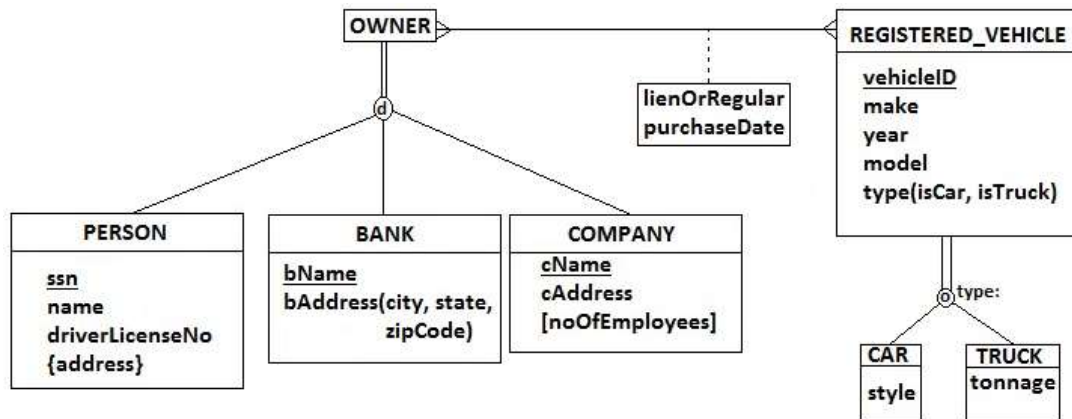 OWNER
REGISTERED_VEHICLE
vehicleID
make
year
model
type(isCar, isTruck)
lienOrRegular
purchaseDate
d
PERSON
ssn
name
driverLicenseNo
{address}
BANK
bName
bAddress(city, state,
zipCode)
COMPANY
cName
cAddress
[noOfEmployees]
o
type:
CAR
style
TRUCK
tonnage